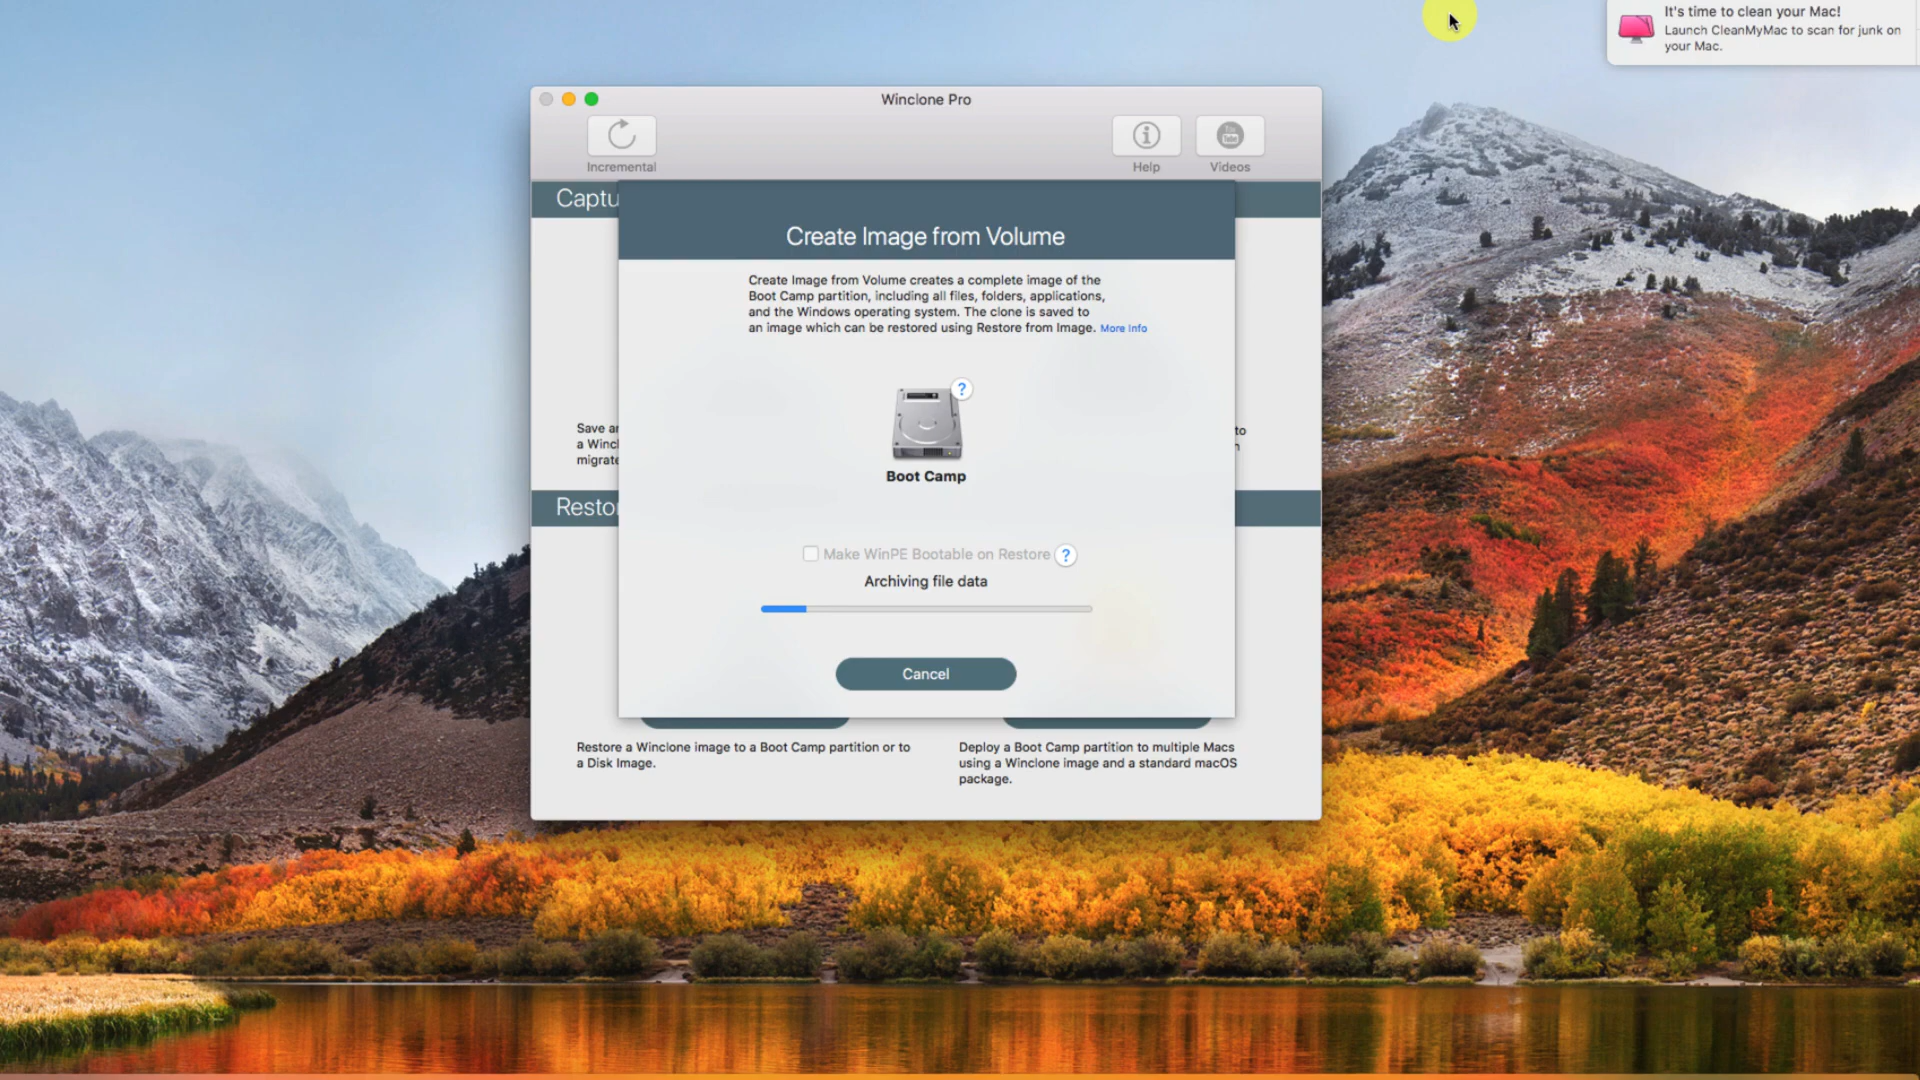 It's time to clean your Mac!
Launch CleanMyMac to scan for junk on
your Mac.
Winclone Pro
Incremental
Help
Videos
Captu
Create Image from Volume
Create Image from Volume creates a complete image of the
Boot Camp partition, including all files, folders, applications,
and the Windows operating system. The clone is saved to
an image which can be restored using Restore from Image. More Info
?
Boot Camp
Save ar
a Wincl
migrate
to
Resto
Make WinPE Bootable on Restore ?
Archiving file data
Cancel
Restore a Winclone image to a Boot Camp partition or to
a Disk Image.
Deploy a Boot Camp partition to multiple Macs
using a Winclone image and a standard macOS
package.